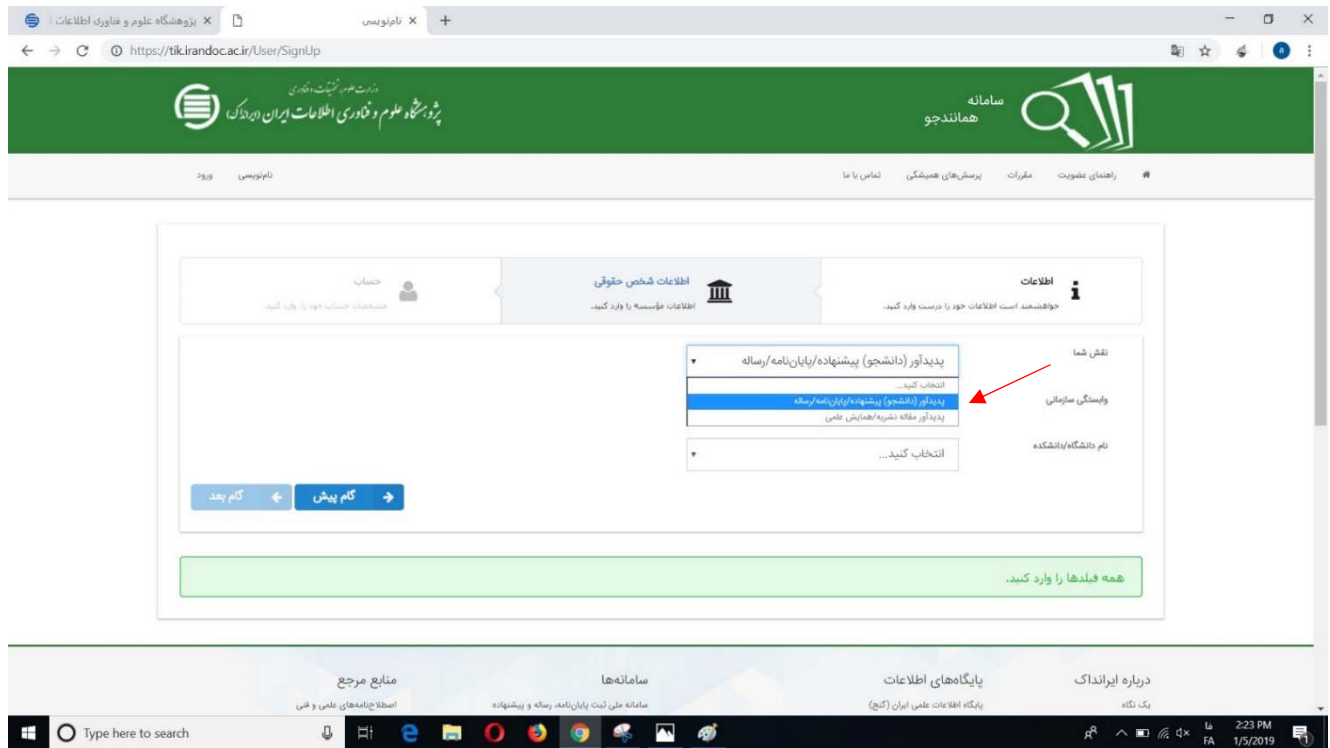 پژوهشگاه علوم و فناوری اطلاعات
نام‌نویسی
https://tik.irandoc.ac.ir/User/SignUp
a
سامانه
همانندجو
وزارت علوم، تحقیقات و فناوری
پژوهشگاه علوم و فناوری اطلاعات ایران (ایرانداک)
راهنمای عضویت
مقررات
پرسش‌های همیشگی
تماس با ما
نام‌نویسی
ورود
اطلاعات
خواهشمند است اطلاعات خود را درست وارد کنید.
اطلاعات شخص حقوقی
اطلاعات مؤسسه را وارد کنید.
حساب
مشخصات حساب خود را وارد کنید.
نقش شما
پدیدآور (دانشجو) پیشنهاده/پایان‌نامه/رساله
انتخاب کنید...
پدیدآور (دانشجو) پیشنهاده/پایان‌نامه/رساله
پدیدآور مقاله نشریه/همایش علمی
وابستگی سازمانی
نام دانشگاه/دانشکده
انتخاب کنید...
گام پیش
گام بعد
همه فیلدها را وارد کنید.
درباره ایرانداک
پایگاه‌های اطلاعات
سامانه‌ها
منابع مرجع
یک نگاه
پایگاه اطلاعات علمی ایران (گنج)
سامانه ملی ثبت پایان‌نامه، رساله و پیشنهاده
اصطلاح‌نامه‌های علمی و فنی
Type here to search
فا
FA
2:23 PM
1/5/2019
1